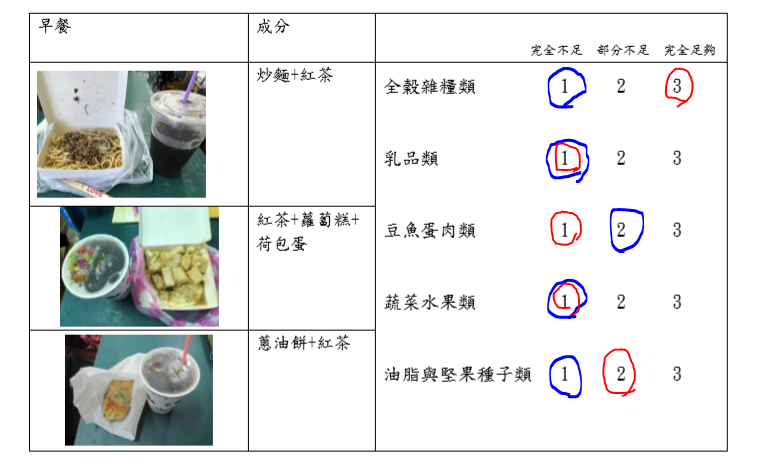 早餐
成分
完全不足 部分不足 完全足夠
炒麵+紅茶
全穀雜糧類 1 2 3
乳品類 1 2 3
I LOVE
紅茶+蘿蔔糕+
荷包蛋
豆魚蛋肉類 1 2 3
蔬菜水果類 1 2 3
蔥油餅+紅茶
油脂與堅果種子類 1 2 3